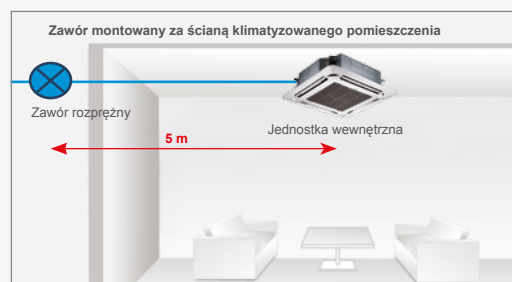 Zawór montowany za ścianą klimatyzowanego pomieszczenia
Zawór rozprężny
Jednostka wewnętrzna
5 m